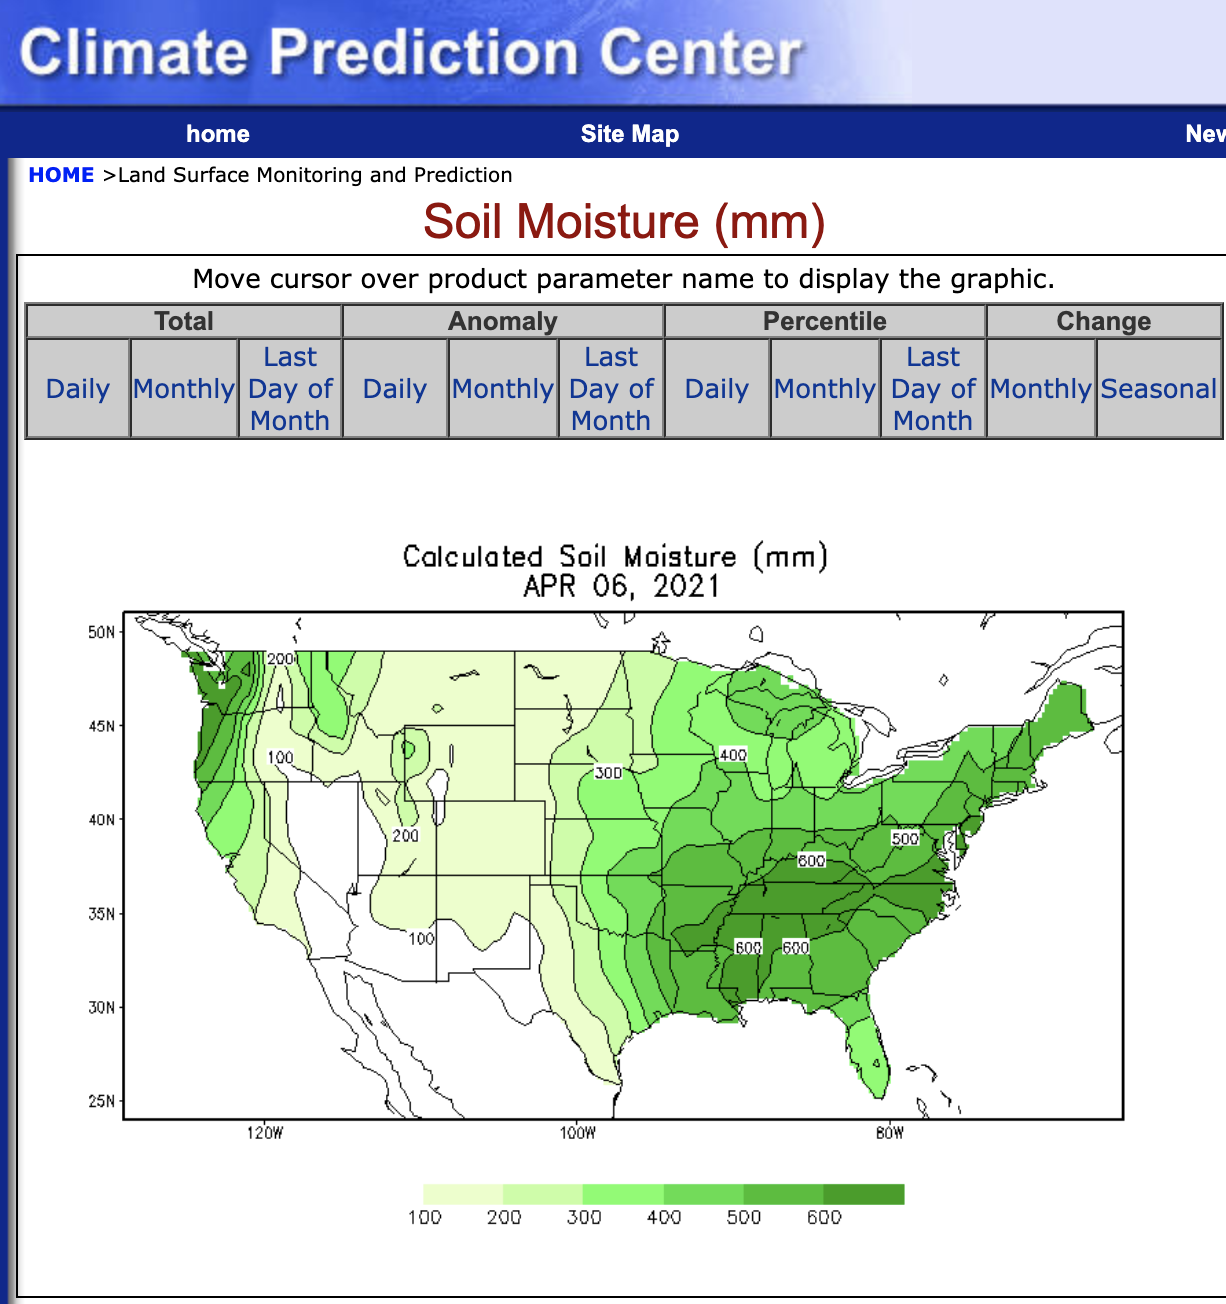 Climate Prediction Center
home Site Map New
HOME >Land Surface Monitoring and Prediction
Soil Moisture (mm)
Move cursor over product parameter name to display the graphic.
Total Anomaly Percentile Change
Daily Monthly Last Day of Month Daily Monthly Last Day of Month Daily Monthly Last Day of Month Monthly Seasonal
Calculated Soil Moisture (mm)
APR 06, 2021
50N
200
45N
400
100
300
40N
200
500
600
35N
100
600 600
30N
25N
120W 100W 80W
100 200 300 400 500 600